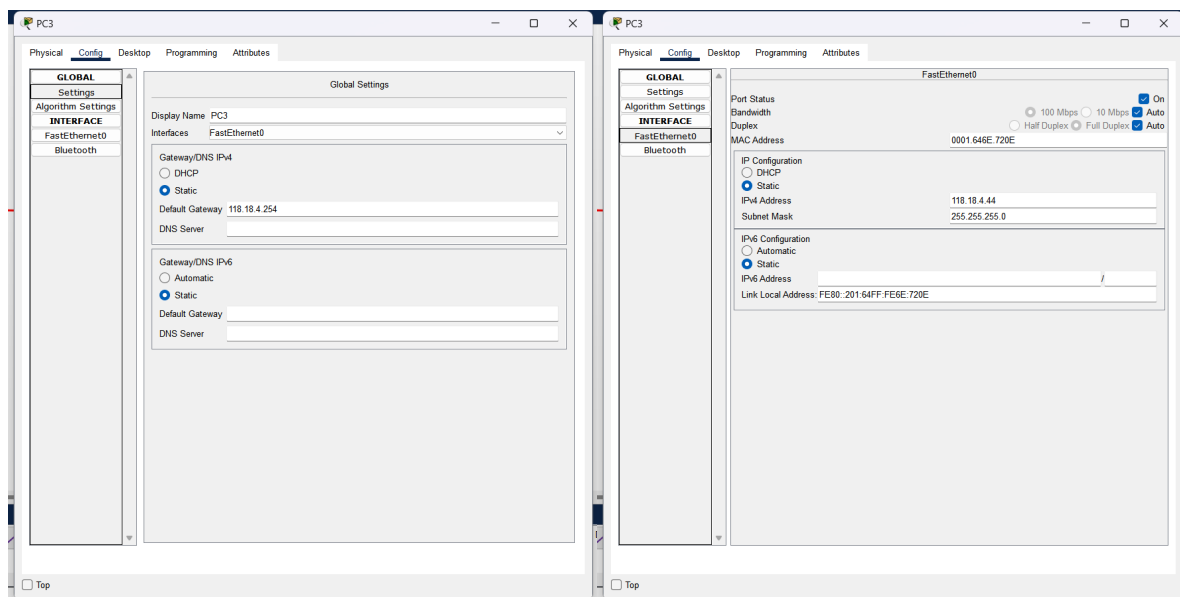 PC3
Physical Config Desktop Programming Attributes
GLOBAL
Settings
Algorithm Settings
INTERFACE
FastEthernet0
Bluetooth
Global Settings
Display Name PC3
Interfaces FastEthernet0
Gateway/DNS IPv4
DHCP
Static
Default Gateway 118.18.4.254
DNS Server
Gateway/DNS IPv6
Automatic
Static
Default Gateway
DNS Server
Top
PC3
Physical Config Desktop Programming Attributes
GLOBAL
Settings
Algorithm Settings
INTERFACE
FastEthernet0
Bluetooth
FastEthernet0
Port Status On
Bandwidth 100 Mbps 10 Mbps Auto
Duplex Half Duplex Full Duplex Auto
MAC Address 0001.646E.720E
IP Configuration
DHCP
Static
IPv4 Address 118.18.4.44
Subnet Mask 255.255.255.0
IPv6 Configuration
Automatic
Static
IPv6 Address /
Link Local Address: FE80::201:64FF:FE6E:720E
Top